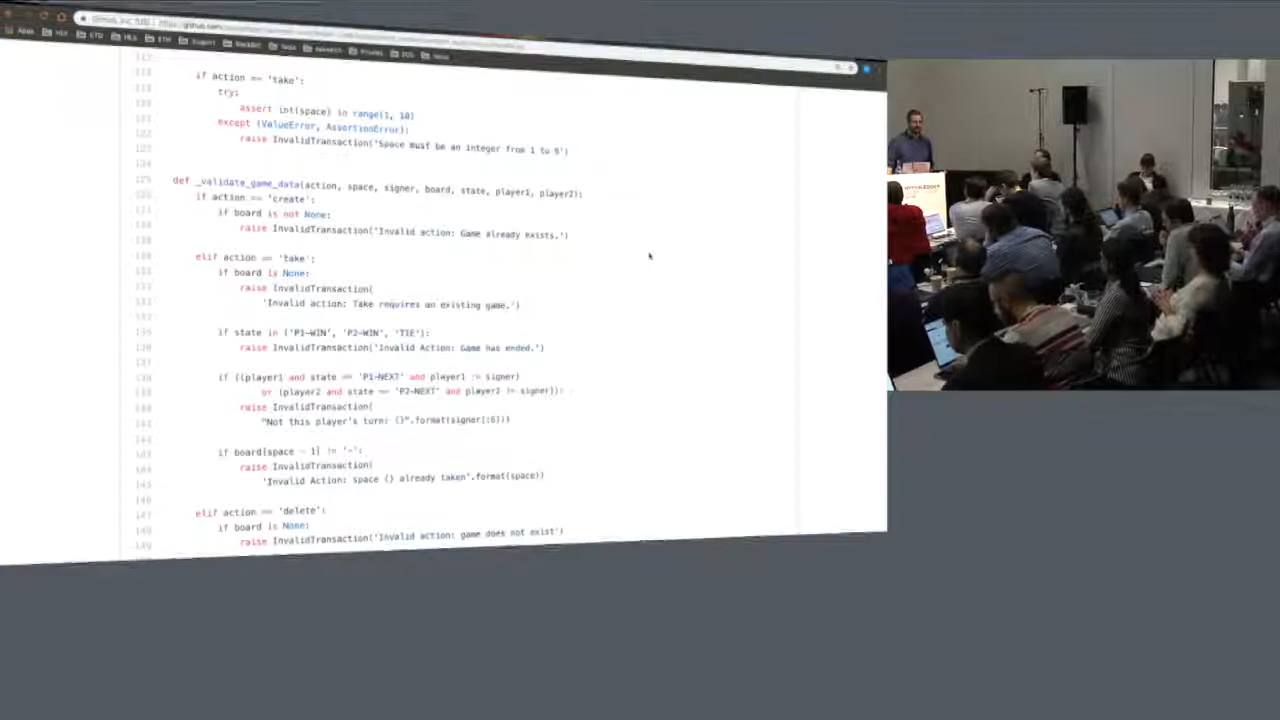 Apps
if action == 'take':
try:
assert int(space) in range(1, 10)
except (ValueError, AssertionError):
raise InvalidTransaction('Space must be an integer from 1 to 9')
def _validate_game_data(action, space, signer, board, state, player1, player2):
if action == 'create':
if board is not None:
raise InvalidTransaction('Invalid action: Game already exists.')
elif action == 'take':
if board is None:
raise InvalidTransaction(
'Invalid action: Take requires an existing game.')
if state in ('P1-WIN', 'P2-WIN', 'TIE'):
raise InvalidTransaction('Invalid Action: Game has ended.')
if ((player1 and state == 'P1-NEXT' and player1 != signer)
or (player2 and state == 'P2-NEXT' and player2 != signer)):
raise InvalidTransaction(
"Not this player's turn: {}".format(signer[:6]))
if board[space - 1] != '-':
raise InvalidTransaction(
'Invalid Action: space {} already taken'.format(space))
elif action == 'delete':
if board is None:
raise InvalidTransaction('Invalid action: game does not exist')
HYPERLEDGER